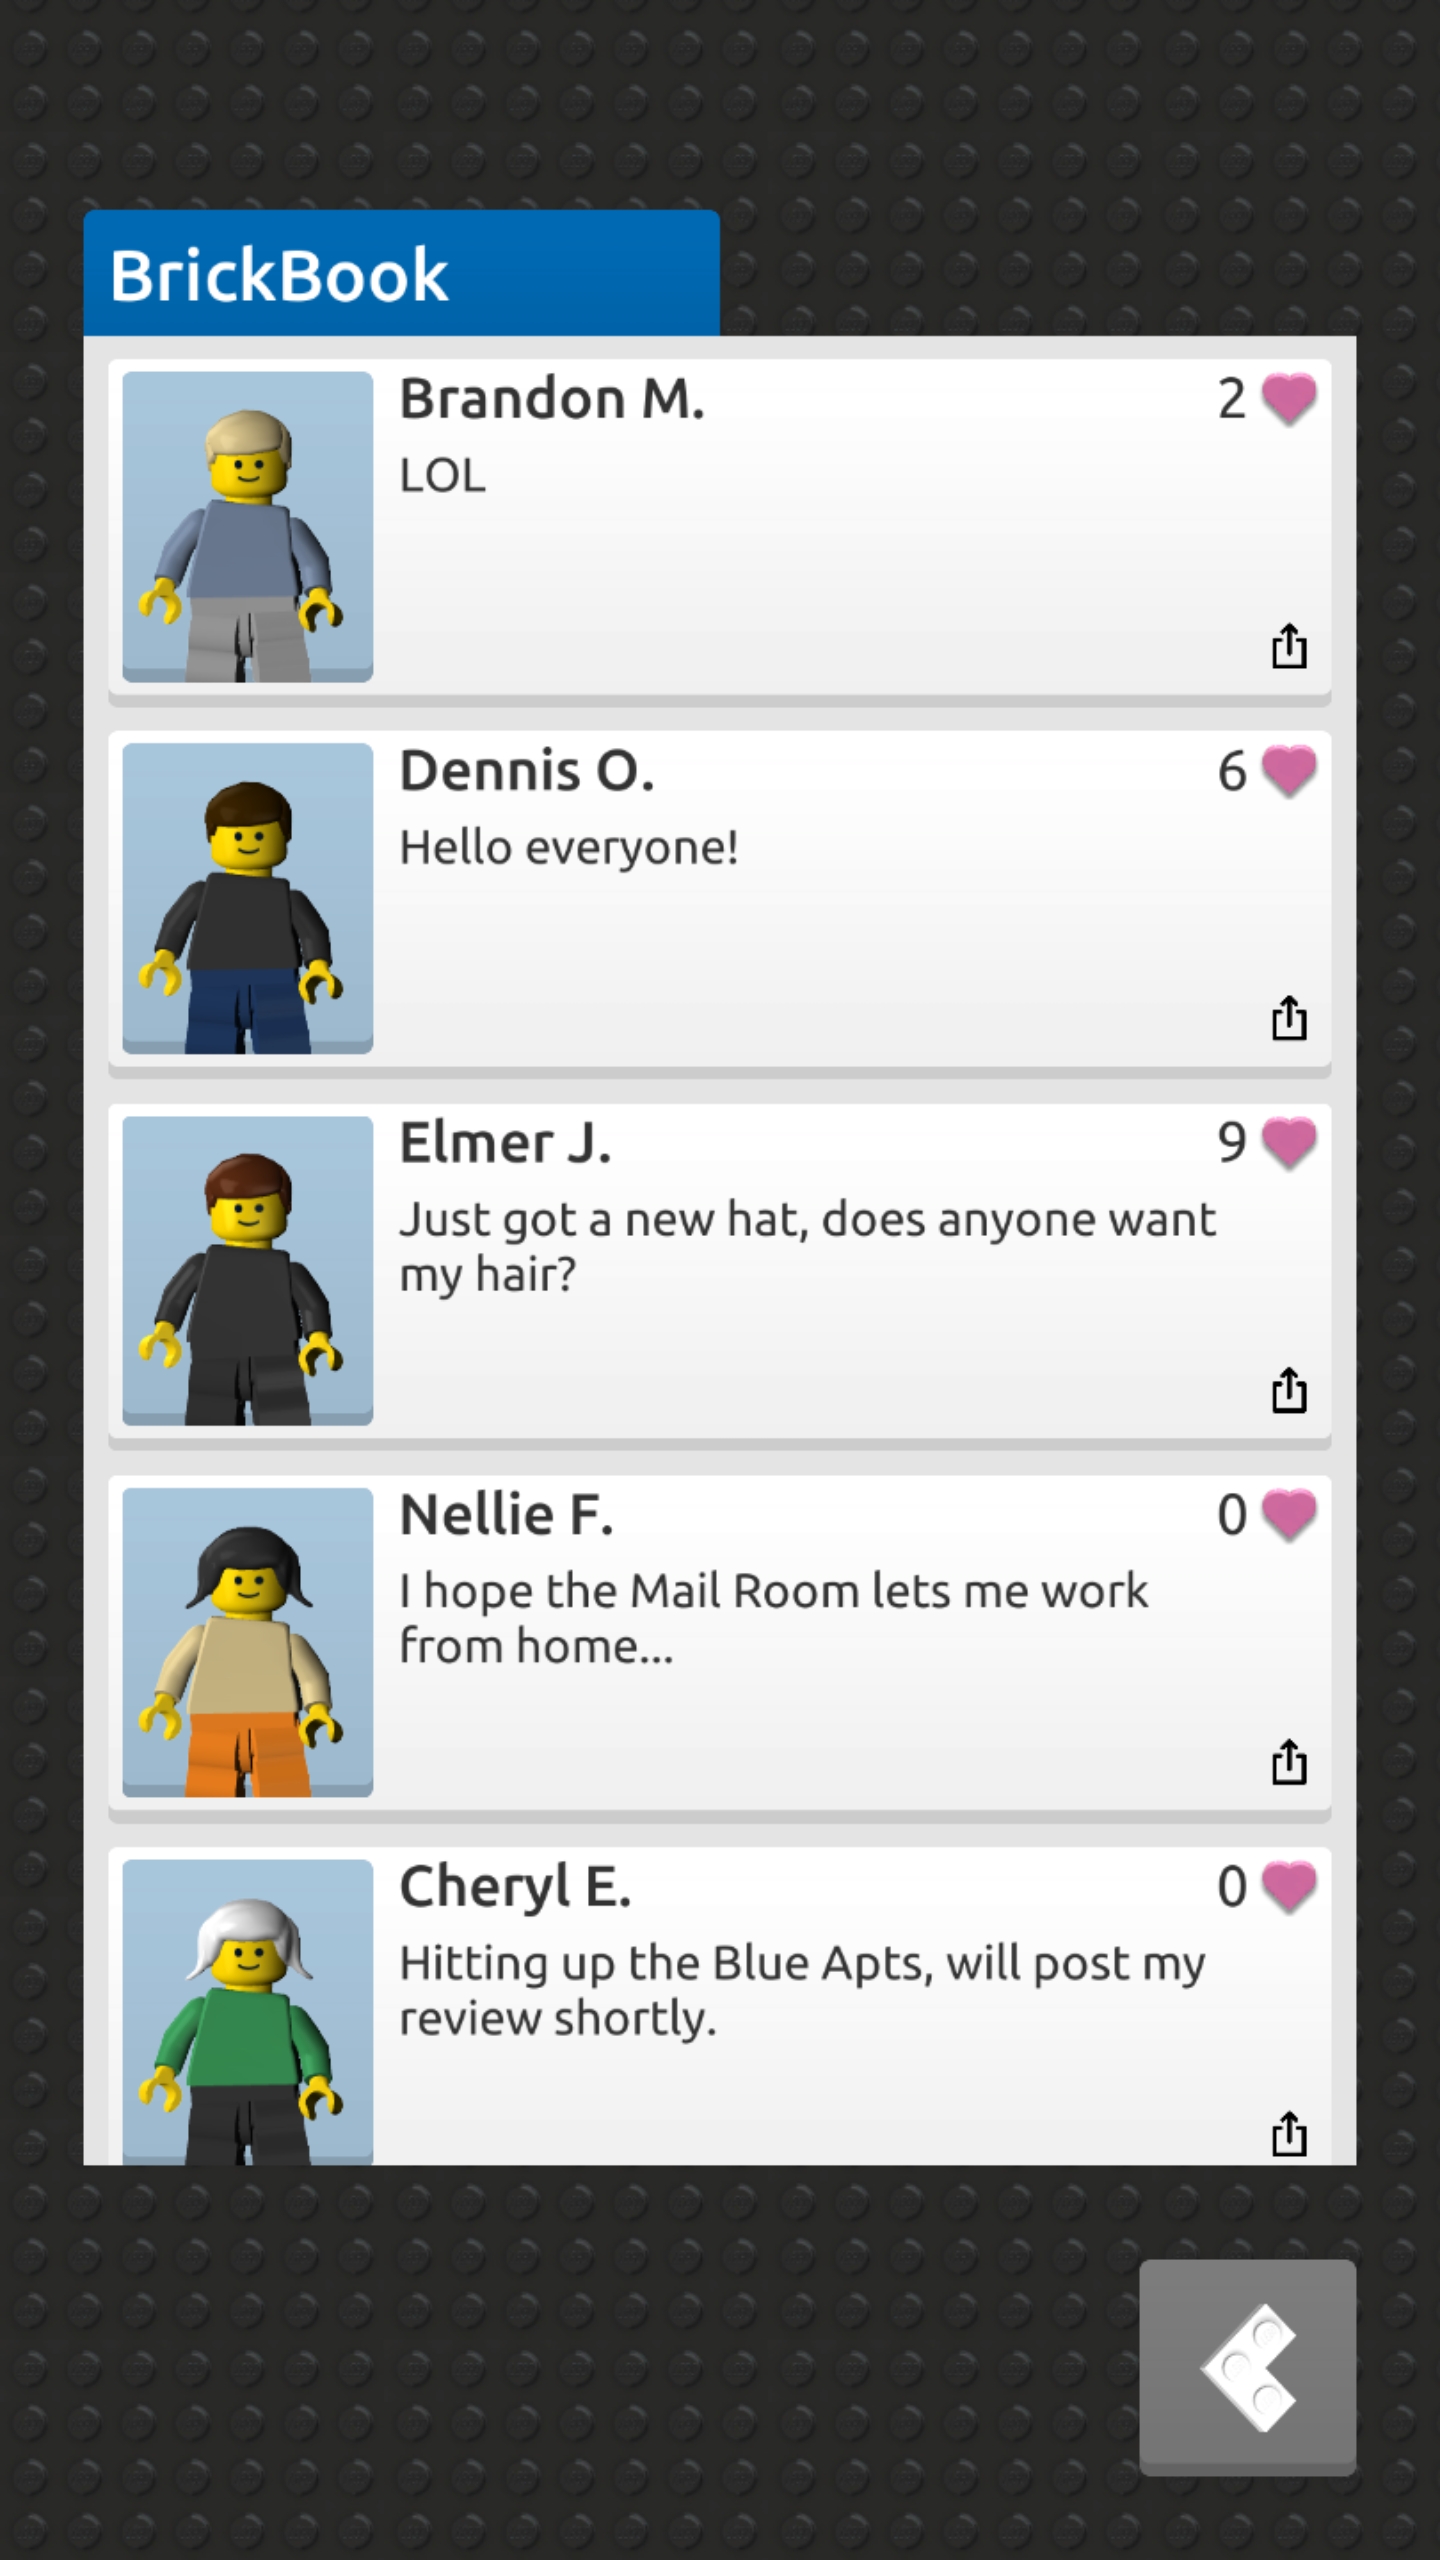 BrickBook
Brandon M.
2
LOL
Dennis O.
6
Hello everyone!
Elmer J.
9
Just got a new hat, does anyone want
my hair?
Nellie F.
0
I hope the Mail Room lets me work
from home...
Cheryl E.
0
Hitting up the Blue Apts, will post my
review shortly.